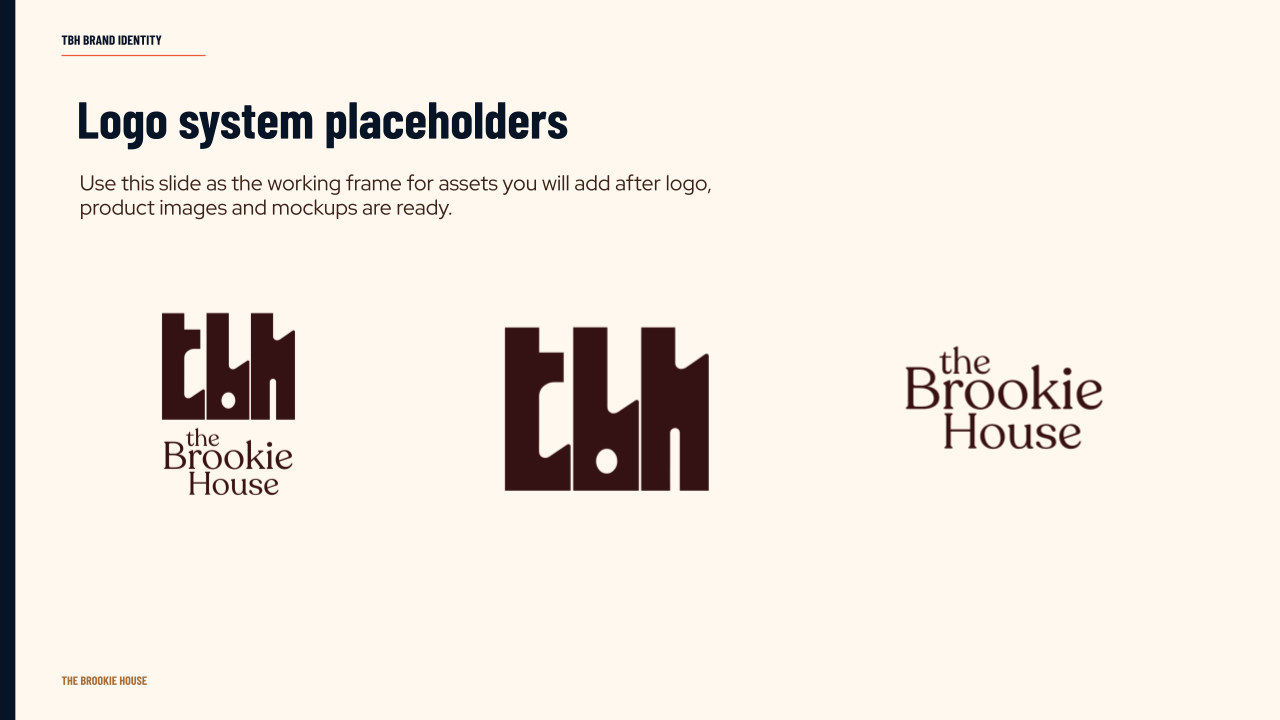 TBH BRAND IDENTITY
Logo system placeholders
Use this slide as the working frame for assets you will add after logo,
product images and mockups are ready.
tbh
the
Brookie
House
tbh
the
Brookie
House
THE BROOKIE HOUSE